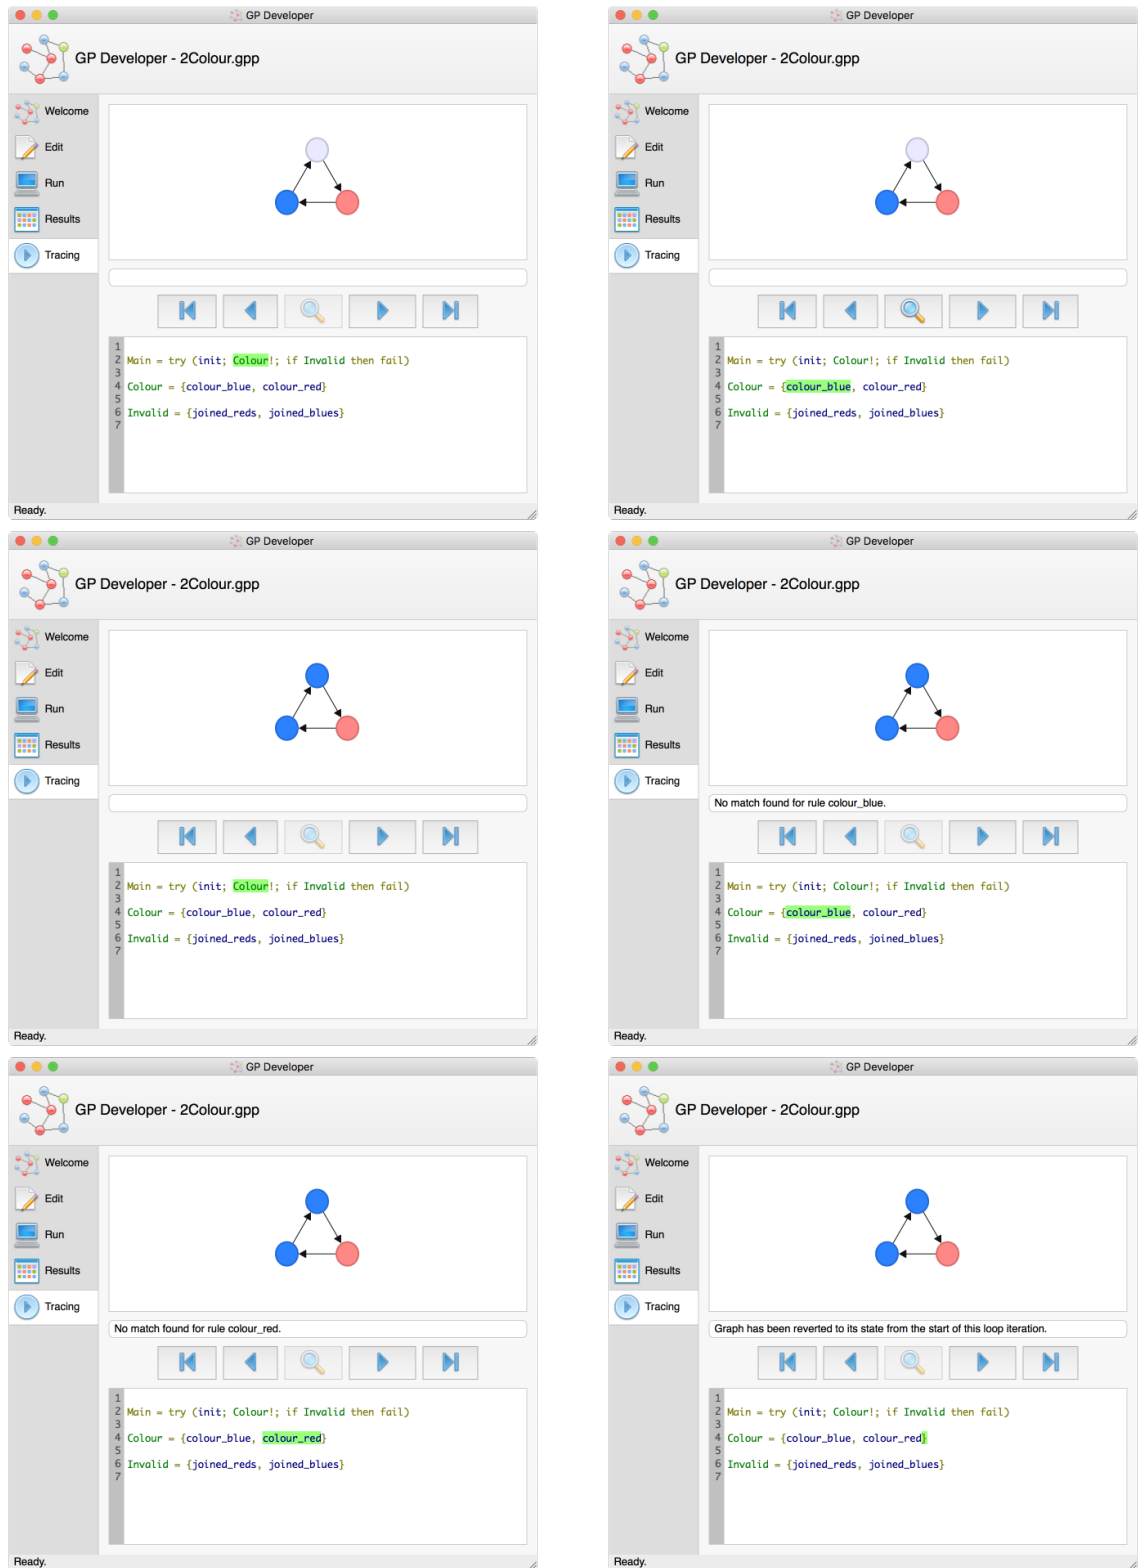 GP Developer
GP Developer - 2Colour.gpp
Welcome
Edit
Run
Results
Tracing
1
2 Main = try (init; Colour!; if Invalid then fail)
3
4 Colour = {colour_blue, colour_red}
5
6 Invalid = {joined_reds, joined_blues}
7
Ready.
GP Developer
GP Developer - 2Colour.gpp
Welcome
Edit
Run
Results
Tracing
1
2 Main = try (init; Colour!; if Invalid then fail)
3
4 Colour = {colour_blue, colour_red}
5
6 Invalid = {joined_reds, joined_blues}
7
Ready.
GP Developer
GP Developer - 2Colour.gpp
Welcome
Edit
Run
Results
Tracing
1
2 Main = try (init; Colour!; if Invalid then fail)
3
4 Colour = {colour_blue, colour_red}
5
6 Invalid = {joined_reds, joined_blues}
7
Ready.
GP Developer
GP Developer - 2Colour.gpp
Welcome
Edit
Run
Results
Tracing
No match found for rule colour_blue.
1
2 Main = try (init; Colour!; if Invalid then fail)
3
4 Colour = {colour_blue, colour_red}
5
6 Invalid = {joined_reds, joined_blues}
7
Ready.
GP Developer
GP Developer - 2Colour.gpp
Welcome
Edit
Run
Results
Tracing
No match found for rule colour_red.
1
2 Main = try (init; Colour!; if Invalid then fail)
3
4 Colour = {colour_blue, colour_red}
5
6 Invalid = {joined_reds, joined_blues}
7
Ready.
GP Developer
GP Developer - 2Colour.gpp
Welcome
Edit
Run
Results
Tracing
Graph has been reverted to its state from the start of this loop iteration.
1
2 Main = try (init; Colour!; if Invalid then fail)
3
4 Colour = {colour_blue, colour_red}
5
6 Invalid = {joined_reds, joined_blues}
7
Ready.